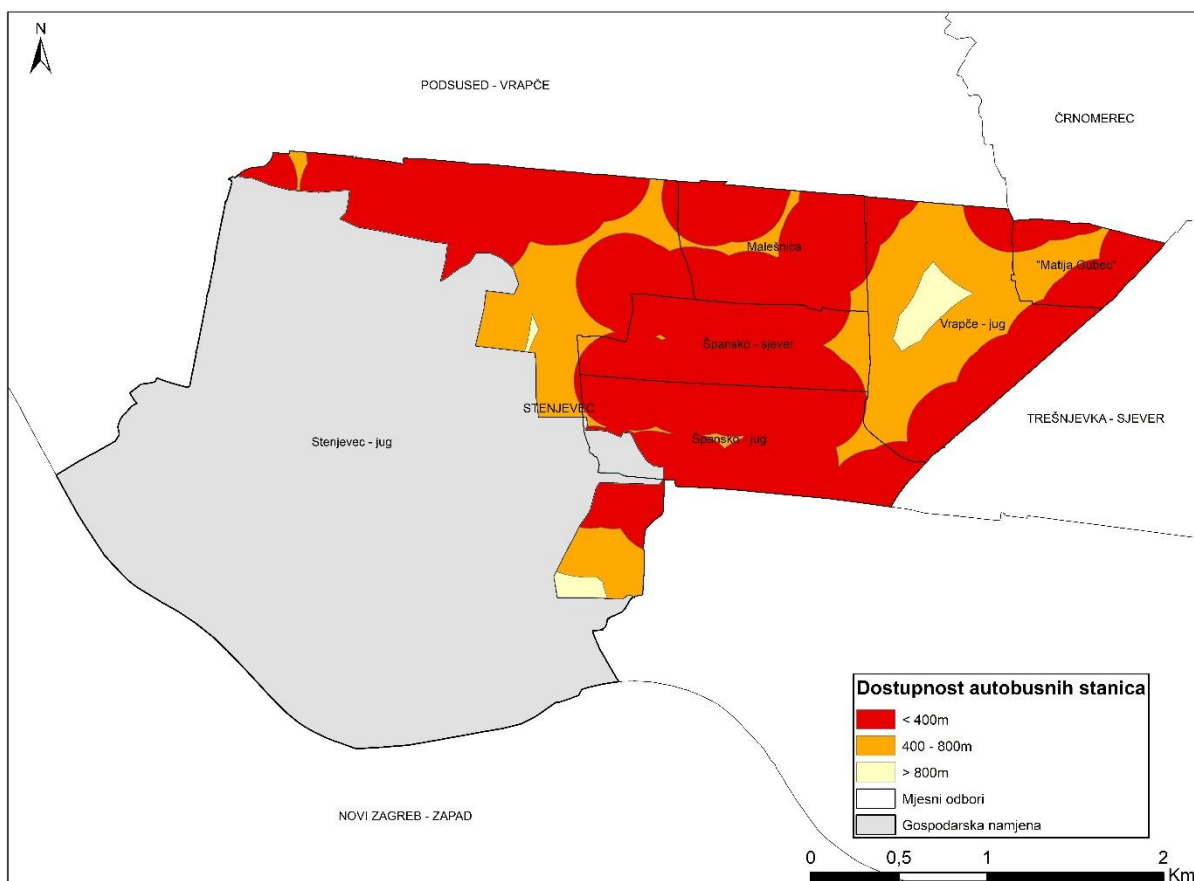 N
PODSUSED - VRAPČE
ČRNOMEREC
Malešnica
"Matija Gubec"
Vrapče - jug
Špansko - sjever
STENJEVEC
TREŠNJEVKA - SJEVER
Stenjevec - jug
Špansko - jug
NOVI ZAGREB - ZAPAD
Dostupnost autobusnih stanica
< 400m
400 - 800m
> 800m
Mjesni odbori
Gospodarska namjena
0 0,5 1 2
Km